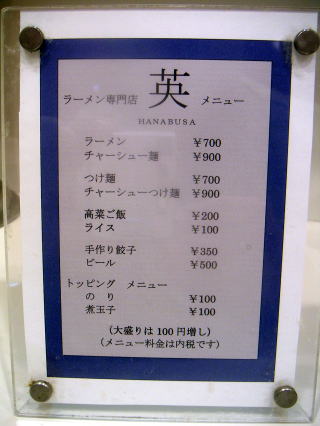 ラーメン専門店 英 メニュー
HANABUSA
ラーメン ¥700
チャーシュー麺 ¥900
つけ麺 ¥700
チャーシューつけ麺 ¥900
高菜ご飯 ¥200
ライス ¥100
手作り餃子 ¥350
ビール ¥500
トッピング メニュー
のり ¥100
煮玉子 ¥100
(大盛りは100円増し)
(メニュー料金は内税です)